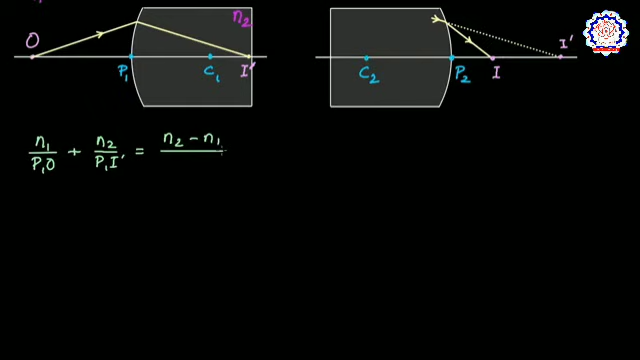 n₂
O
P₁
C₁
I'
C₂
P₂
I
I'
n₁/P₁O + n₂/P₁I' = n₂ − n₁